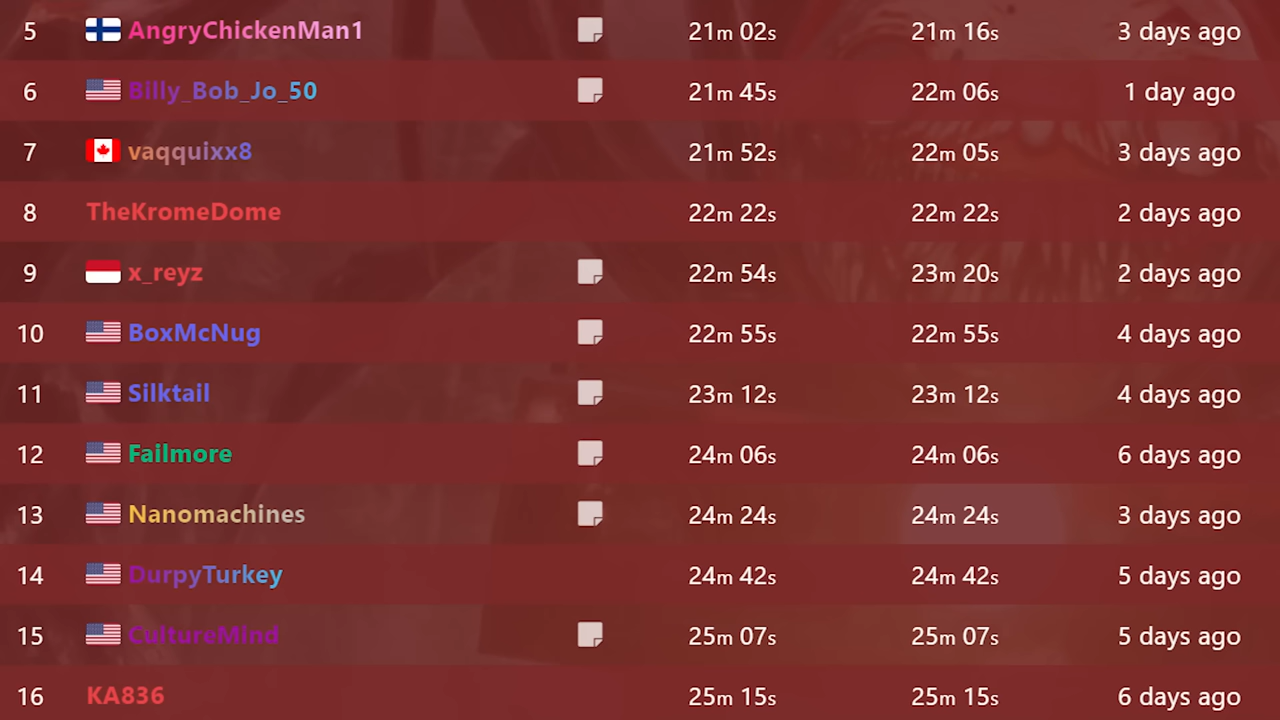 5 AngryChickenMan1 21m 02s 21m 16s 3 days ago
6 Billy_Bob_Jo_50 21m 45s 22m 06s 1 day ago
7 vaqquixx8 21m 52s 22m 05s 3 days ago
8 TheKromeDome 22m 22s 22m 22s 2 days ago
9 x_reyz 22m 54s 23m 20s 2 days ago
10 BoxMcNug 22m 55s 22m 55s 4 days ago
11 Silktail 23m 12s 23m 12s 4 days ago
12 Failmore 24m 06s 24m 06s 6 days ago
13 Nanomachines 24m 24s 24m 24s 3 days ago
14 DurpyTurkey 24m 42s 24m 42s 5 days ago
15 CultureMind 25m 07s 25m 07s 5 days ago
16 KA836 25m 15s 25m 15s 6 days ago